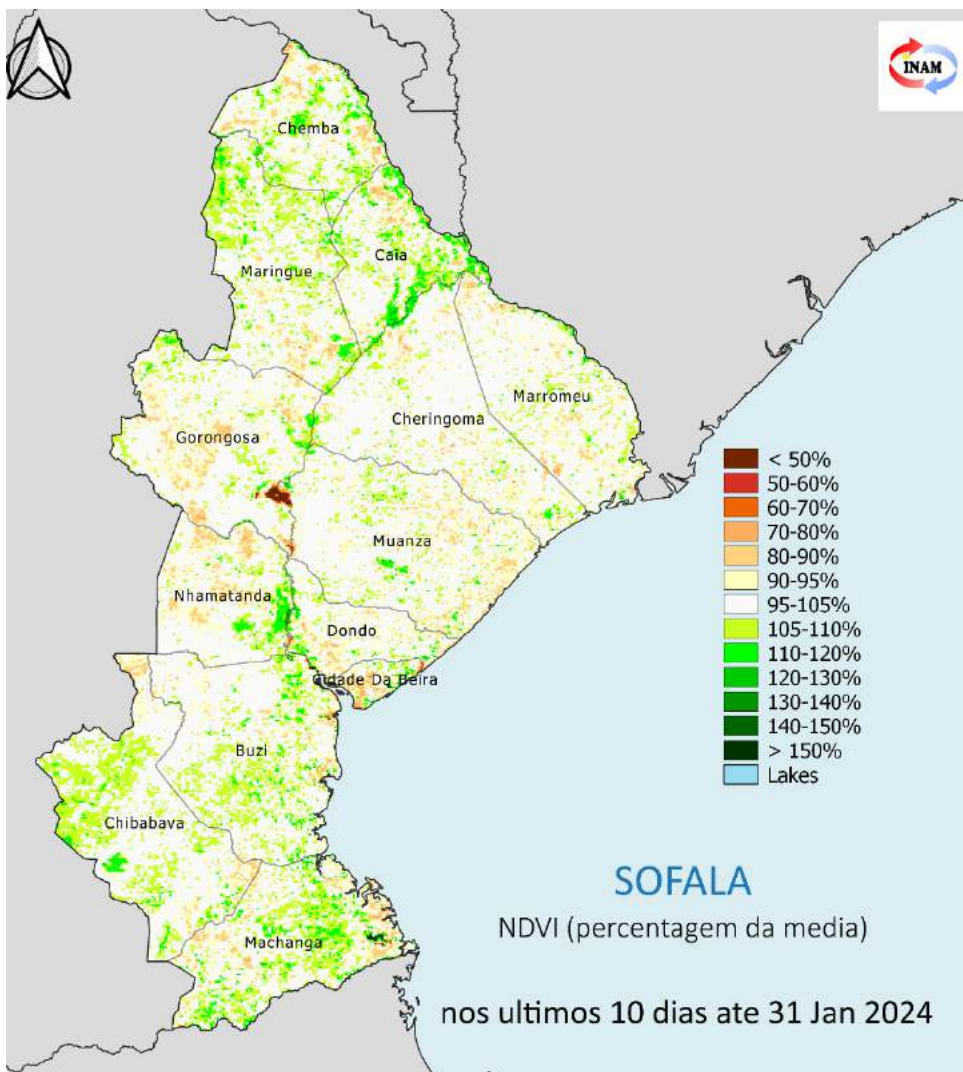 INAM
Chemba
Caia
Maringue
Marromeu
Cheringoma
Gorongosa
Muanza
Nhamatanda
Dondo
Cidade Da Beira
Buzi
Chibabava
Machanga
< 50%
50-60%
60-70%
70-80%
80-90%
90-95%
95-105%
105-110%
110-120%
120-130%
130-140%
140-150%
> 150%
Lakes
SOFALA
NDVI (percentagem da media)
nos ultimos 10 dias ate 31 Jan 2024